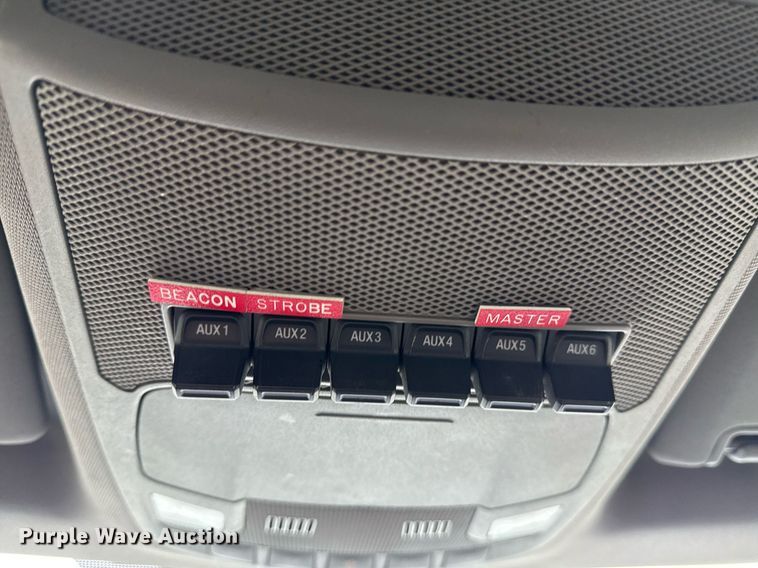 BEACON STROBE MASTER
AUX1 AUX2 AUX3 AUX4 AUX5 AUX6
Purple Wave Auction